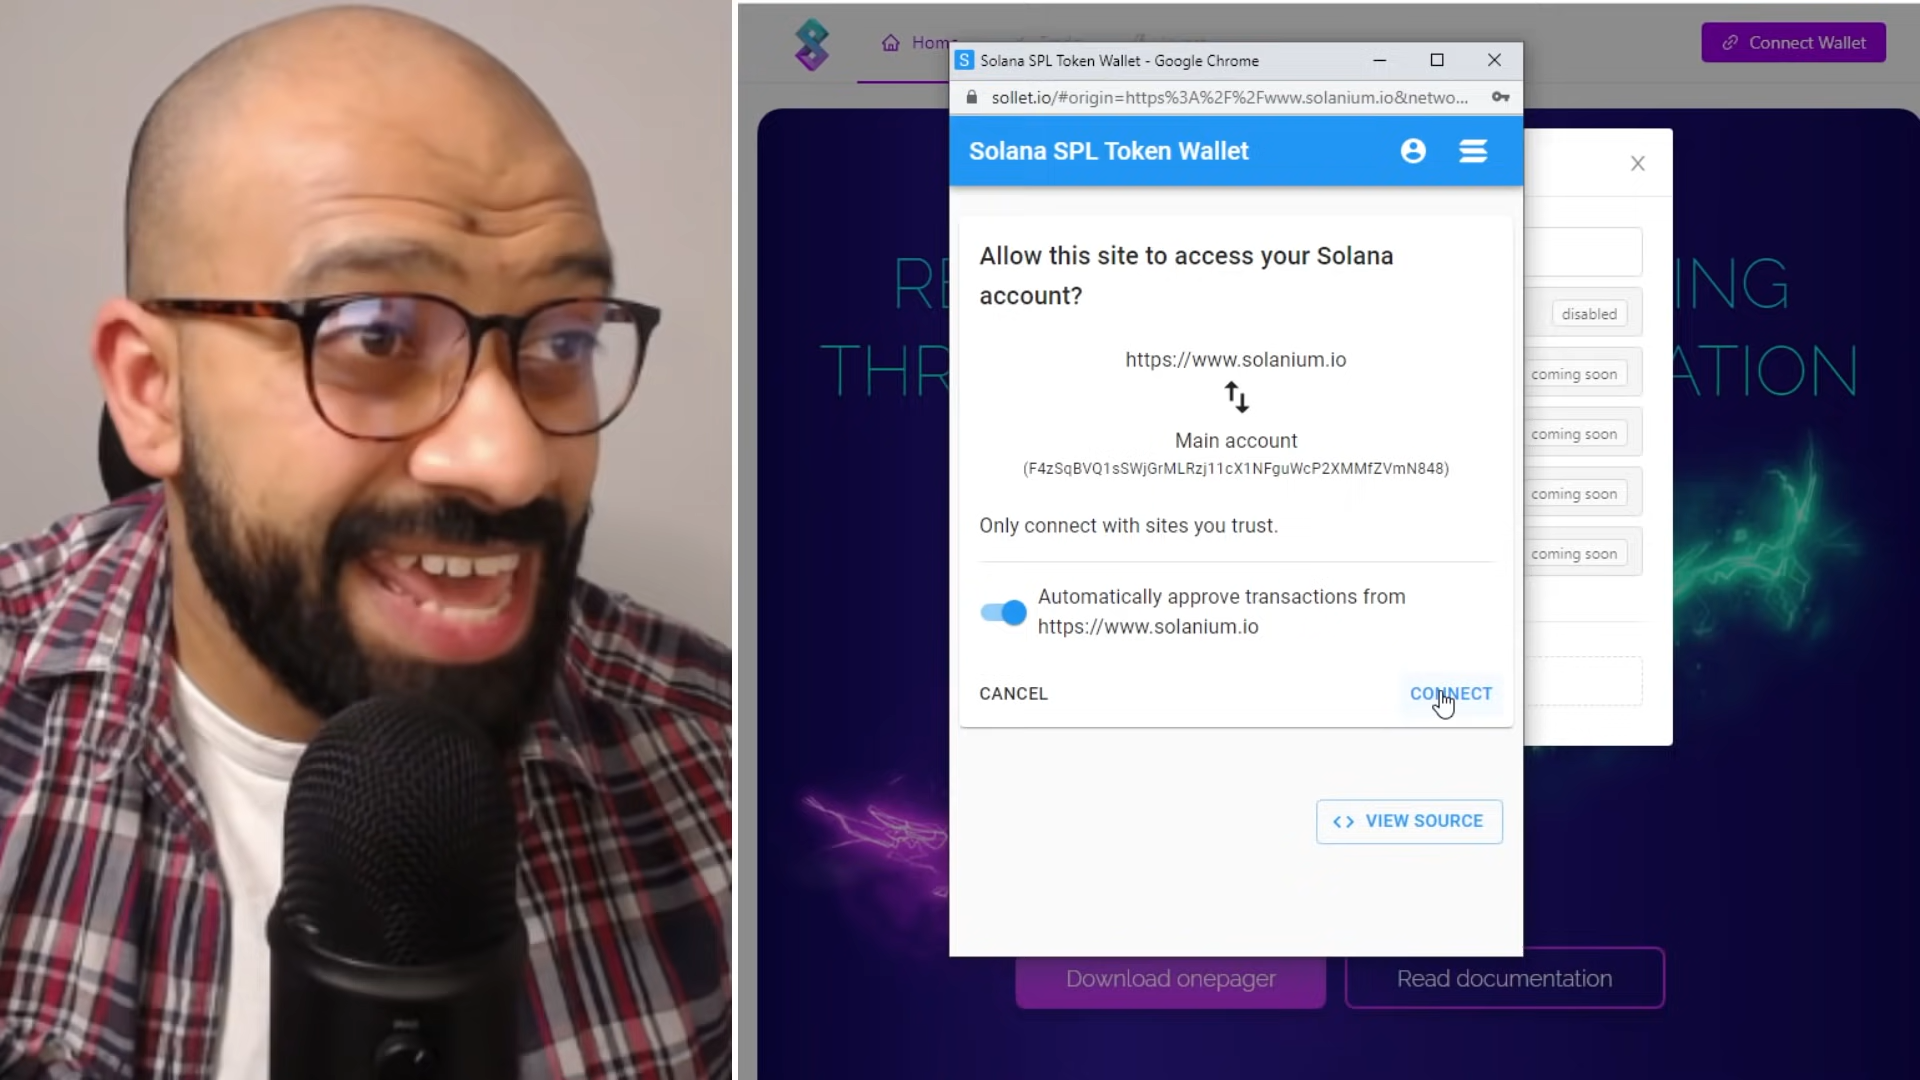 Home
Connect Wallet
S Solana SPL Token Wallet - Google Chrome
sollet.io/#origin=https%3A%2F%2Fwww.solanium.io&netwo...
Solana SPL Token Wallet
Allow this site to access your Solana
account?
https://www.solanium.io
Main account
(F4zSqBVQ1sSWjGrMLRzj11cX1NFguWcP2XMMfZVmN848)
Only connect with sites you trust.
Automatically approve transactions from
https://www.solanium.io
CANCEL
CONNECT
VIEW SOURCE
disabled
coming soon
coming soon
coming soon
coming soon
Download onepager
Read documentation